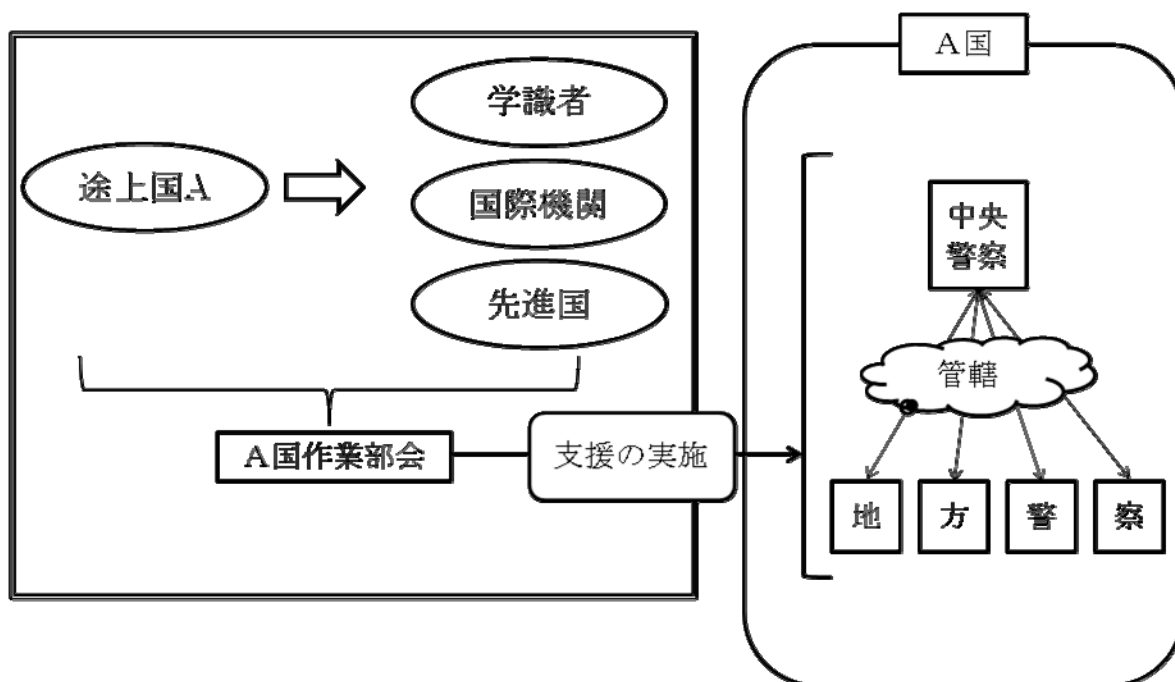 学識者
途上国A
国際機関
先進国
A国作業部会
支援の実施
A国
中央
警察
管轄
地 方 警 察